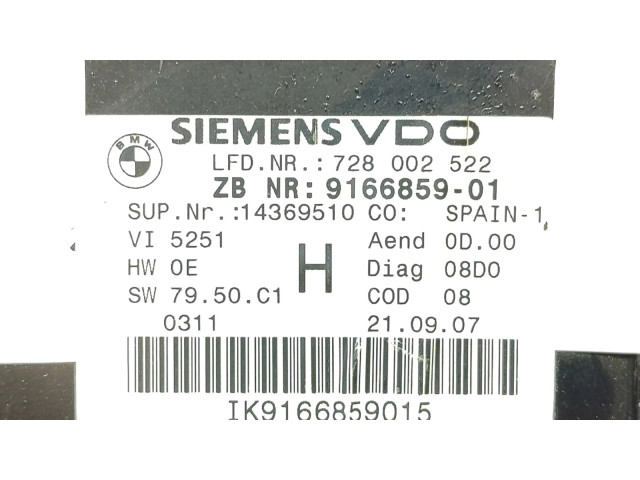 BMW
SIEMENS VDO
LFD.NR.: 728 002 522
ZB NR: 9166859-01
SUP.Nr.:14369510 CO: SPAIN-1
VI 5251 Aend 0D.00
HW 0E H Diag 08D0
SW 79.50.C1 COD 08
0311 21.09.07
IK9166859015